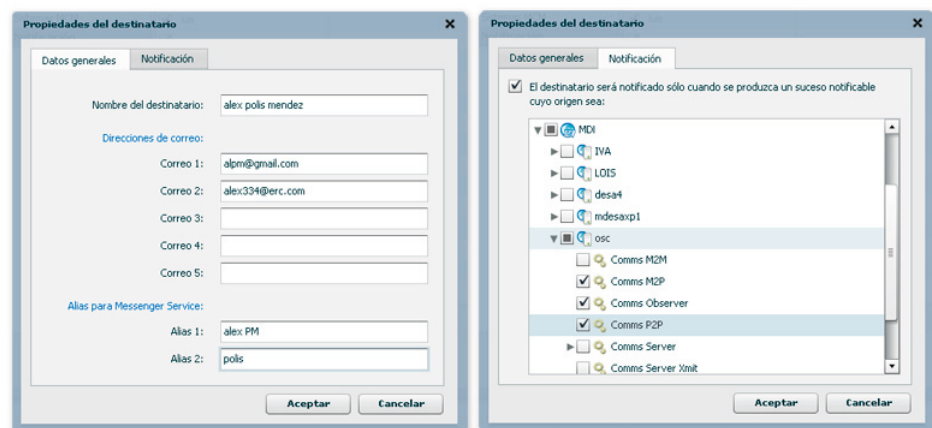 Propiedades del destinatario
Datos generales
Notificación
Nombre del destinatario: alex polis mendez
Direcciones de correo:
Correo 1: alpm@gmail.com
Correo 2: alex334@erc.com
Correo 3:
Correo 4:
Correo 5:
Alias para Messenger Service:
Alias 1: alex PM
Alias 2: polis
Aceptar
Cancelar
Propiedades del destinatario
Datos generales
Notificación
El destinatario será notificado sólo cuando se produzca un suceso notificable
cuyo origen sea:
MDI
IVA
LOIS
desa4
mdesaxp1
osc
Comms M2M
Comms M2P
Comms Observer
Comms P2P
Comms Server
Comms Server Xmit
Aceptar
Cancelar